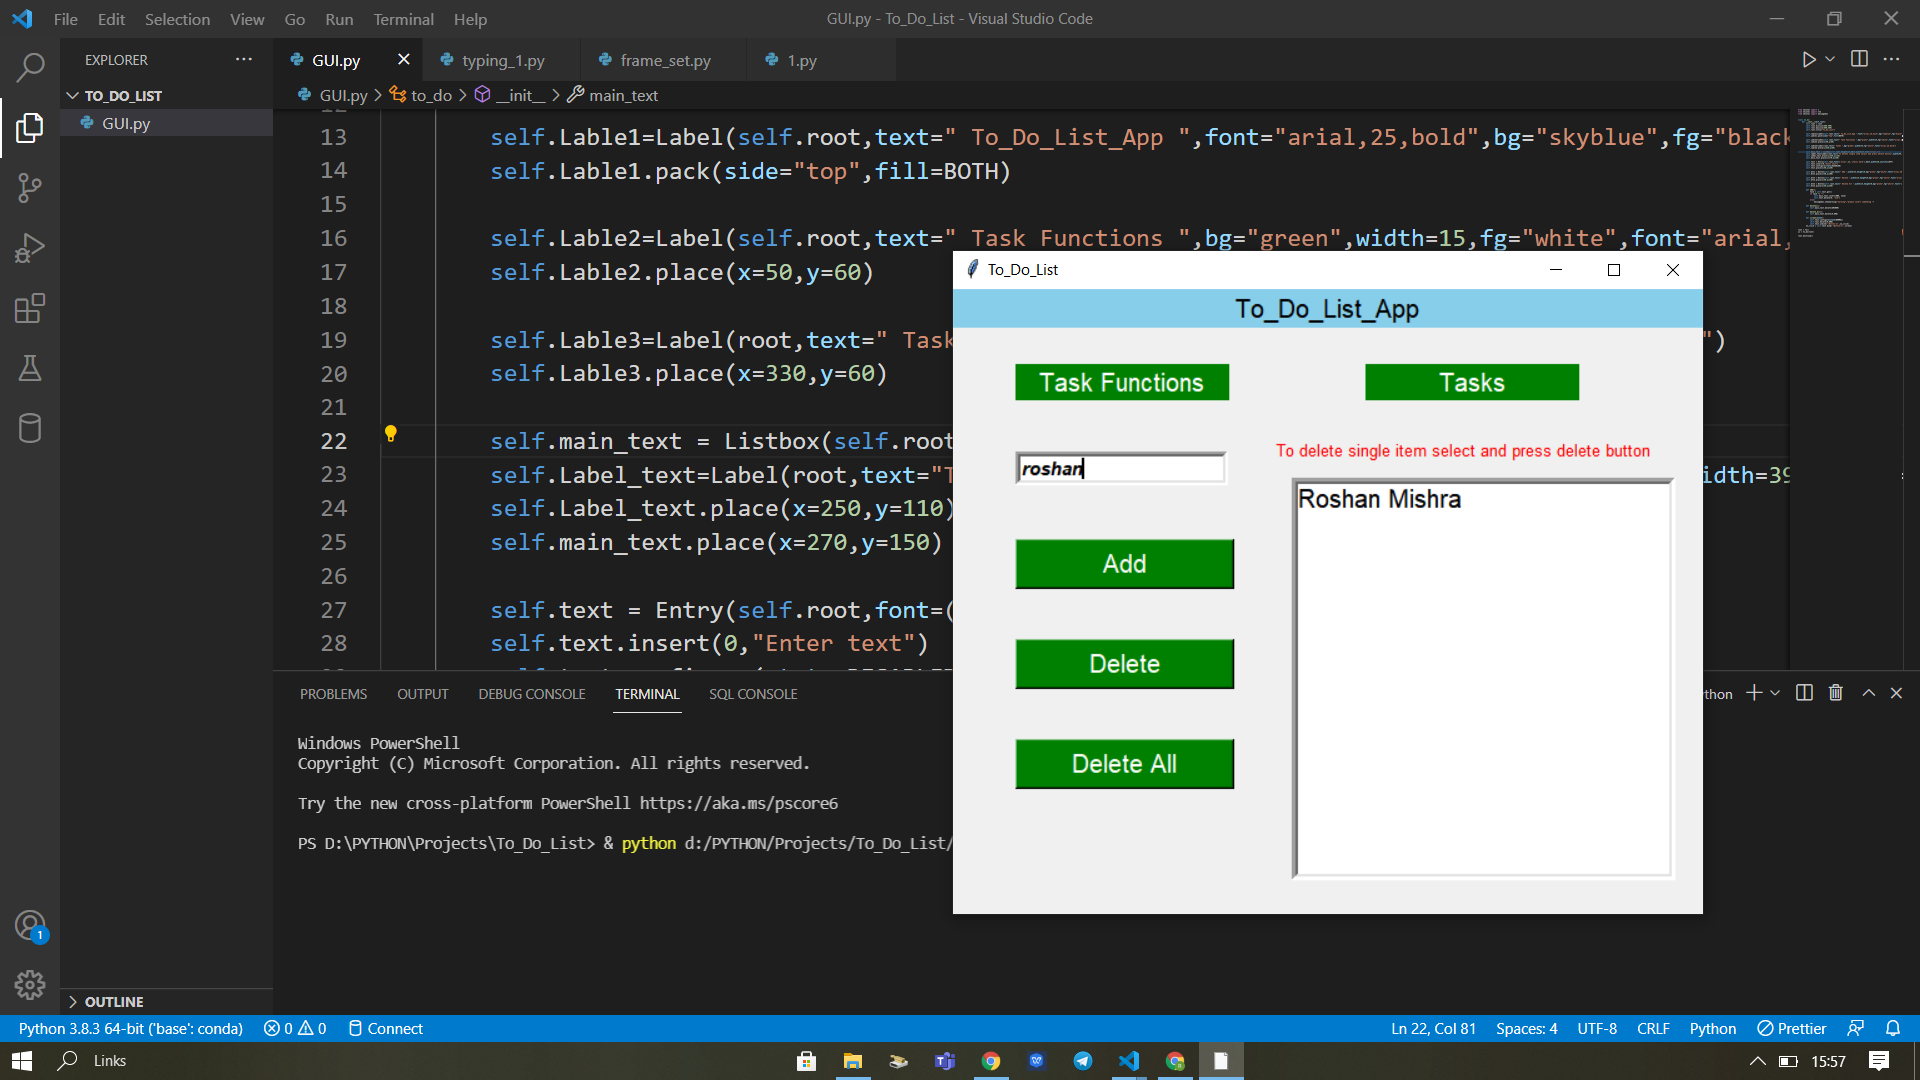 File Edit Selection View Go Run Terminal Help
GUI.py - To_Do_List - Visual Studio Code
EXPLORER
TO_DO_LIST
GUI.py
OUTLINE
GUI.py typing_1.py frame_set.py 1.py
GUI.py > to_do > __init__ > main_text
13 self.Lable1=Label(self.root,text=" To_Do_List_App ",font="arial,25,bold",bg="skyblue",fg="black
14 self.Lable1.pack(side="top",fill=BOTH)
15
16 self.Lable2=Label(self.root,text=" Task Functions ",bg="green",width=15,fg="white",font="arial,
17 self.Lable2.place(x=50,y=60)
18
19 self.Lable3=Label(root,text=" Task ")
20 self.Lable3.place(x=330,y=60)
21
22 self.main_text = Listbox(self.root
23 self.Label_text=Label(root,text="T idth=39
24 self.Label_text.place(x=250,y=110)
25 self.main_text.place(x=270,y=150)
26
27 self.text = Entry(self.root,font=(
28 self.text.insert(0,"Enter text")
To_Do_List
To_Do_List_App
Task Functions
Tasks
To delete single item select and press delete button
roshan
Roshan Mishra
Add
Delete
Delete All
PROBLEMS OUTPUT DEBUG CONSOLE TERMINAL SQL CONSOLE
thon
Windows PowerShell
Copyright (C) Microsoft Corporation. All rights reserved.
Try the new cross-platform PowerShell https://aka.ms/pscore6
PS D:\PYTHON\Projects\To_Do_List> & python d:/PYTHON/Projects/To_Do_List/
1
Python 3.8.3 64-bit ('base': conda) 0 0 Connect
Ln 22, Col 81 Spaces: 4 UTF-8 CRLF Python Prettier
Links
15:57